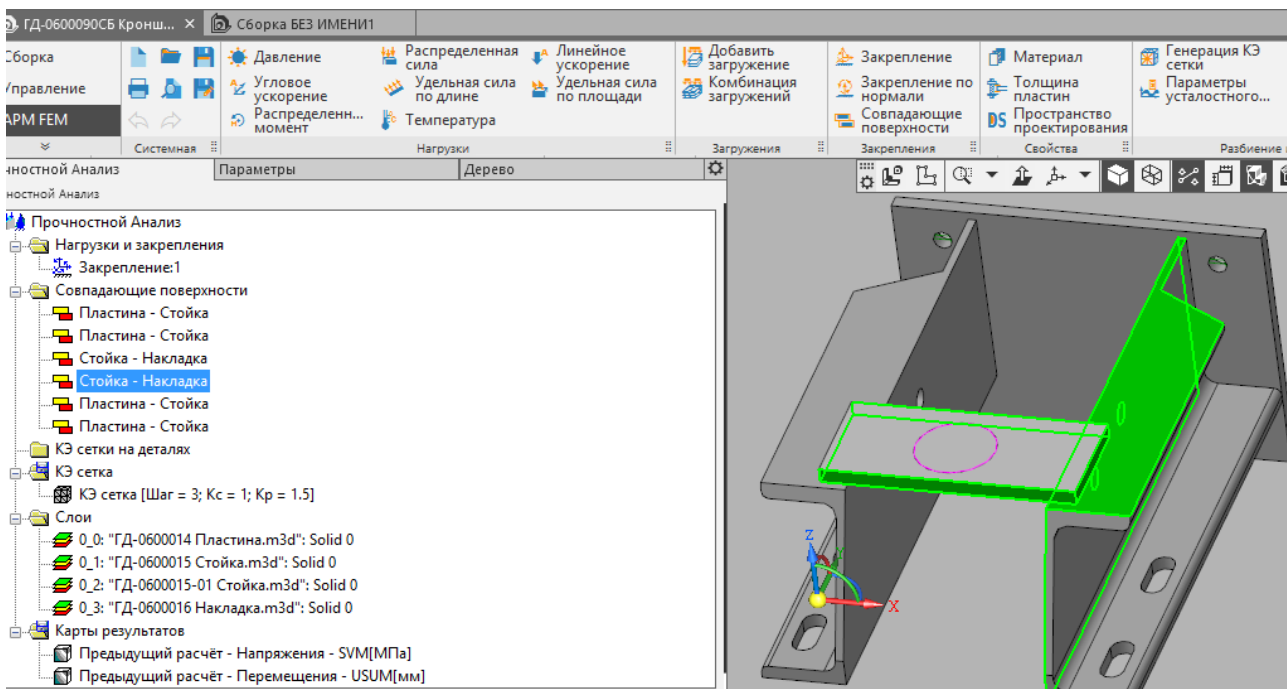 ГД-0600090СБ Кронш... ×
Сборка БЕЗ ИМЕНИ1
Сборка
Управление
APM FEM
Системная
Давление
Угловое ускорение
Распределенн... момент
Распределенная сила
Удельная сила по длине
Температура
Линейное ускорение
Удельная сила по площади
Нагрузки
Добавить загружение
Комбинация загружений
Загружения
Закрепление
Закрепление по нормали
Совпадающие поверхности
Закрепления
Материал
Толщина пластин
DS Пространство проектирования
Свойства
Генерация КЭ сетки
Параметры усталостного...
Разбиение
чностной Анализ
Параметры
Дерево
ностной Анализ
Прочностной Анализ
Нагрузки и закрепления
Закрепление:1
Совпадающие поверхности
Пластина - Стойка
Пластина - Стойка
Стойка - Накладка
Стойка - Накладка
Пластина - Стойка
Пластина - Стойка
КЭ сетки на деталях
КЭ сетка
КЭ сетка [Шаг = 3; Кс = 1; Кр = 1.5]
Слои
0_0: "ГД-0600014 Пластина.m3d": Solid 0
0_1: "ГД-0600015 Стойка.m3d": Solid 0
0_2: "ГД-0600015-01 Стойка.m3d": Solid 0
0_3: "ГД-0600016 Накладка.m3d": Solid 0
Карты результатов
Предыдущий расчёт - Напряжения - SVM[МПа]
Предыдущий расчёт - Перемещения - USUM[мм]
Z
Y
X